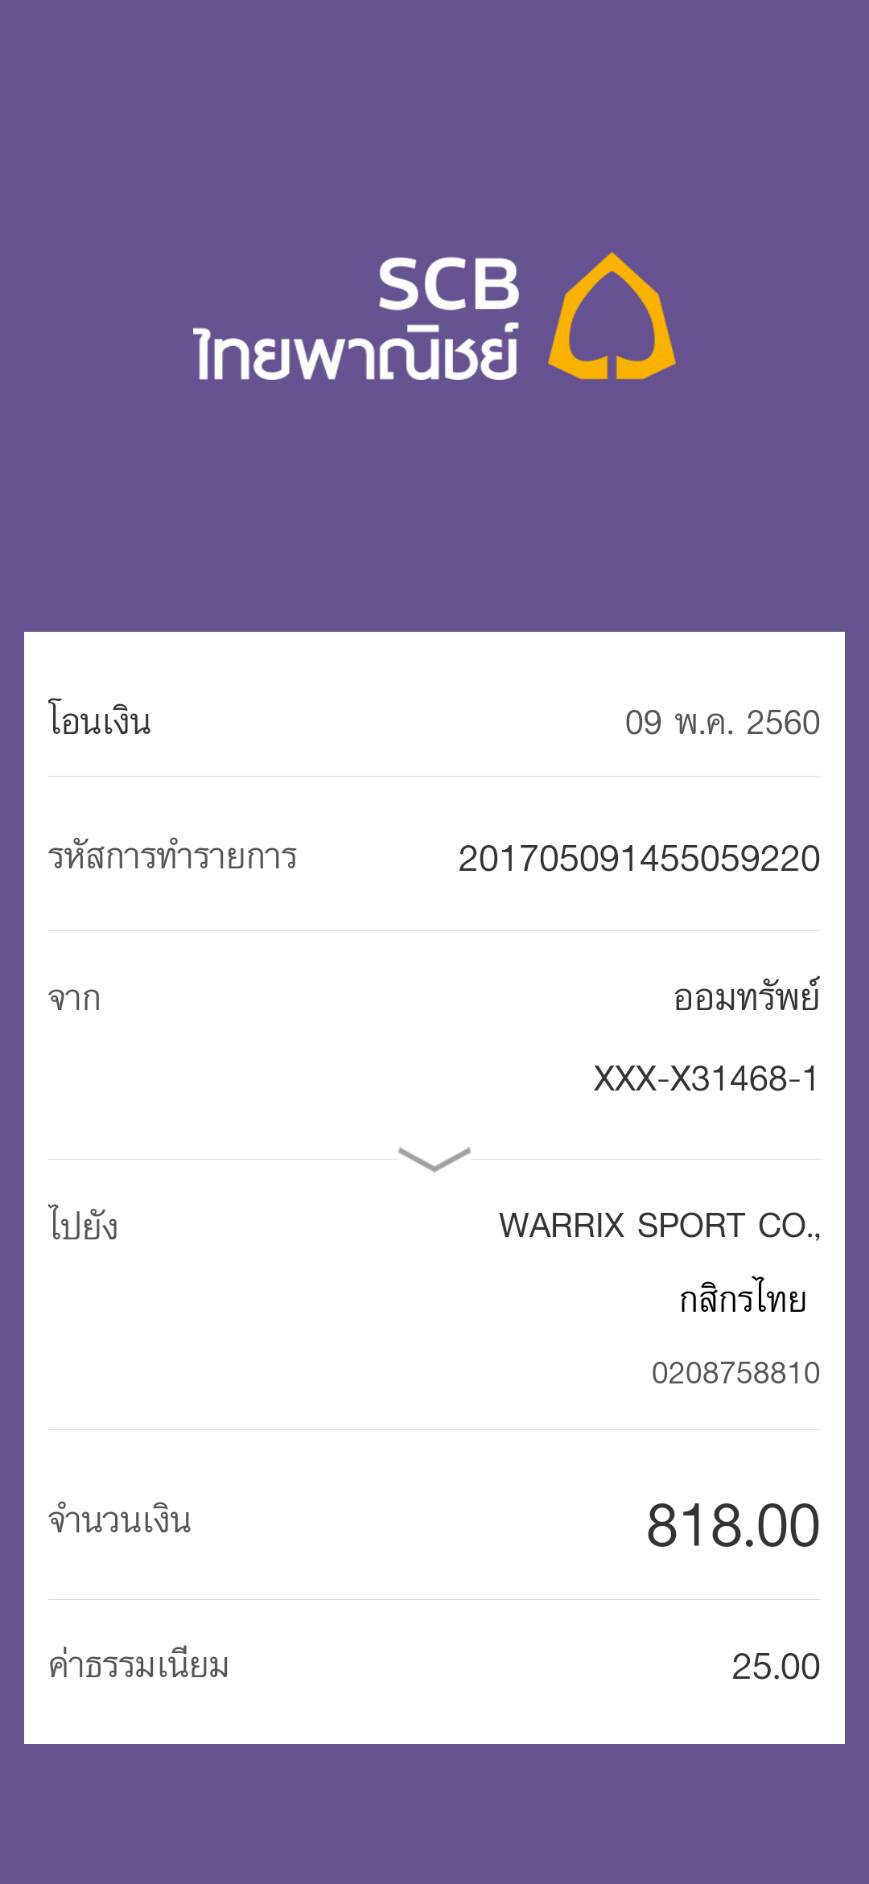 SCB
ไทยพาณิชย์
โอนเงิน 09 พ.ค. 2560
รหัสการทำรายการ 201705091455059220
จาก ออมทรัพย์
XXX-X31468-1
ไปยัง WARRIX SPORT CO.,
กสิกรไทย
0208758810
จำนวนเงิน 818.00
ค่าธรรมเนียม 25.00